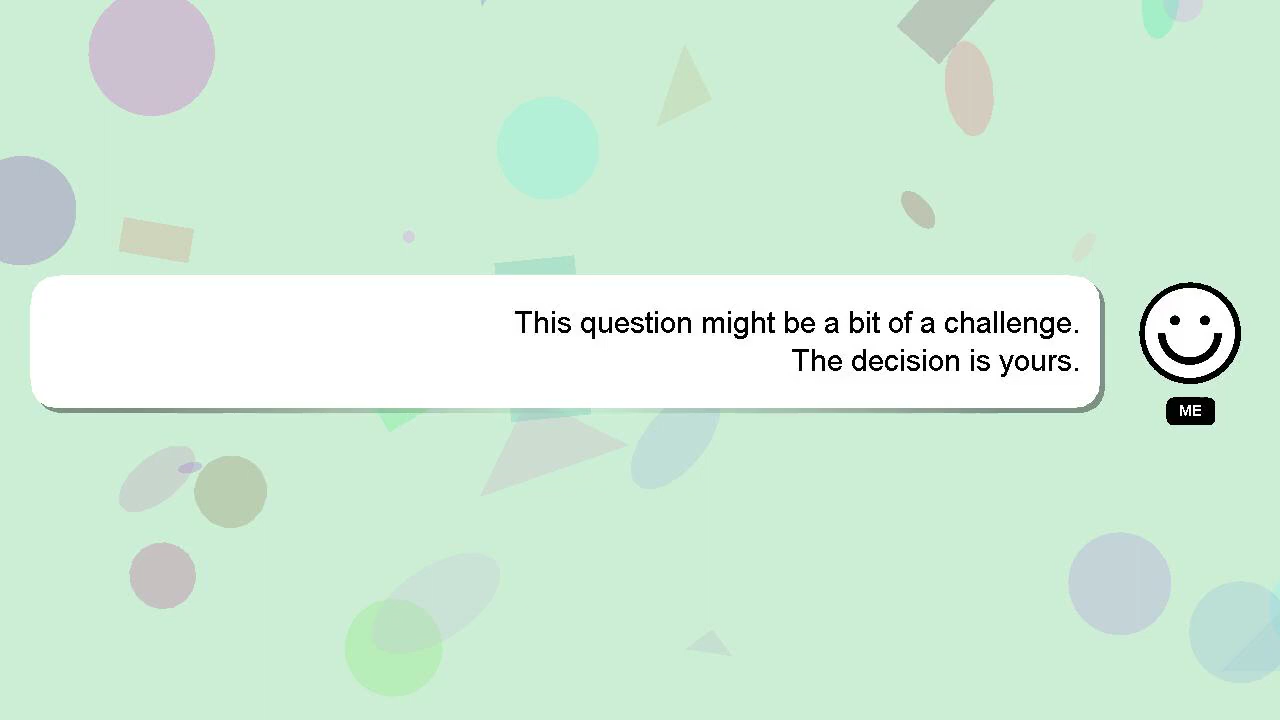 This question might be a bit of a challenge.
The decision is yours.
ME